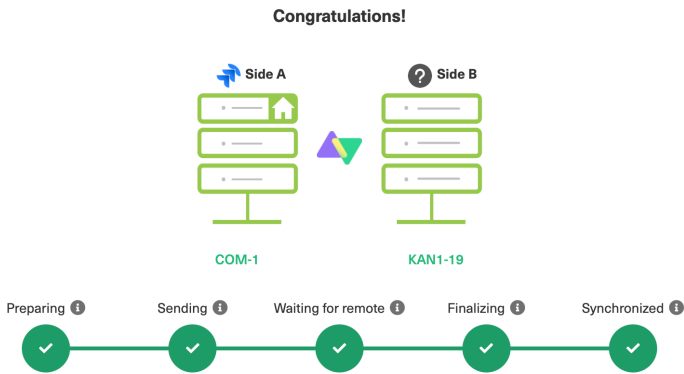 Congratulations!
Side A
? Side B
COM-1
KAN1-19
Preparing i
Sending i
Waiting for remote i
Finalizing i
Synchronized i